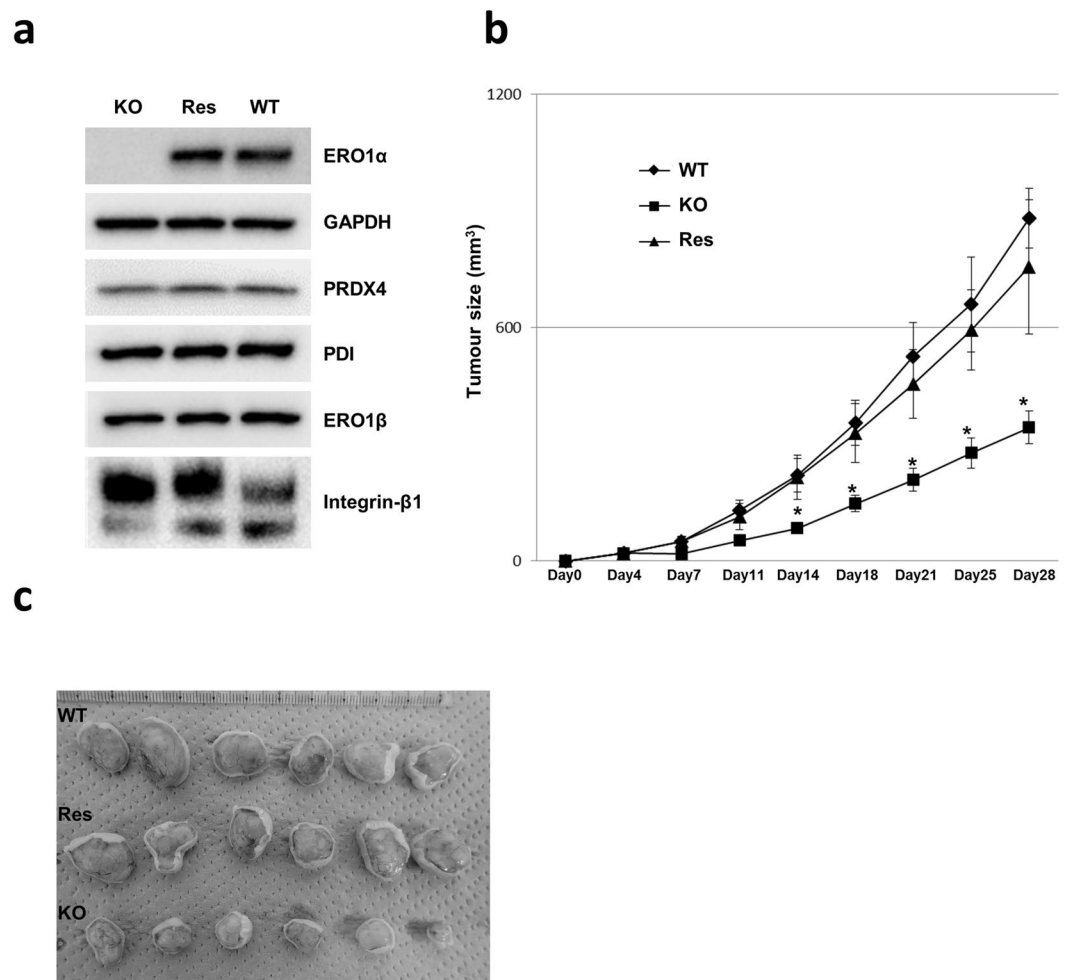 a
KO Res WT
ERO1α
GAPDH
PRDX4
PDI
ERO1β
Integrin-β1
b
Tumour size (mm³)
1200
600
0
WT
KO
Res
*
*
*
*
*
Day0 Day4 Day7 Day11 Day14 Day18 Day21 Day25 Day28
c
WT
Res
KO